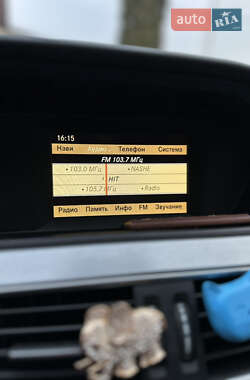 auto RIA
16:15
Нави Аудио Телефон Система
FM 103.7 МГц
•103.0 МГц •NASHE
HIT
•105.7 МГц •Radio
Радио Память Инфо FM Звучание